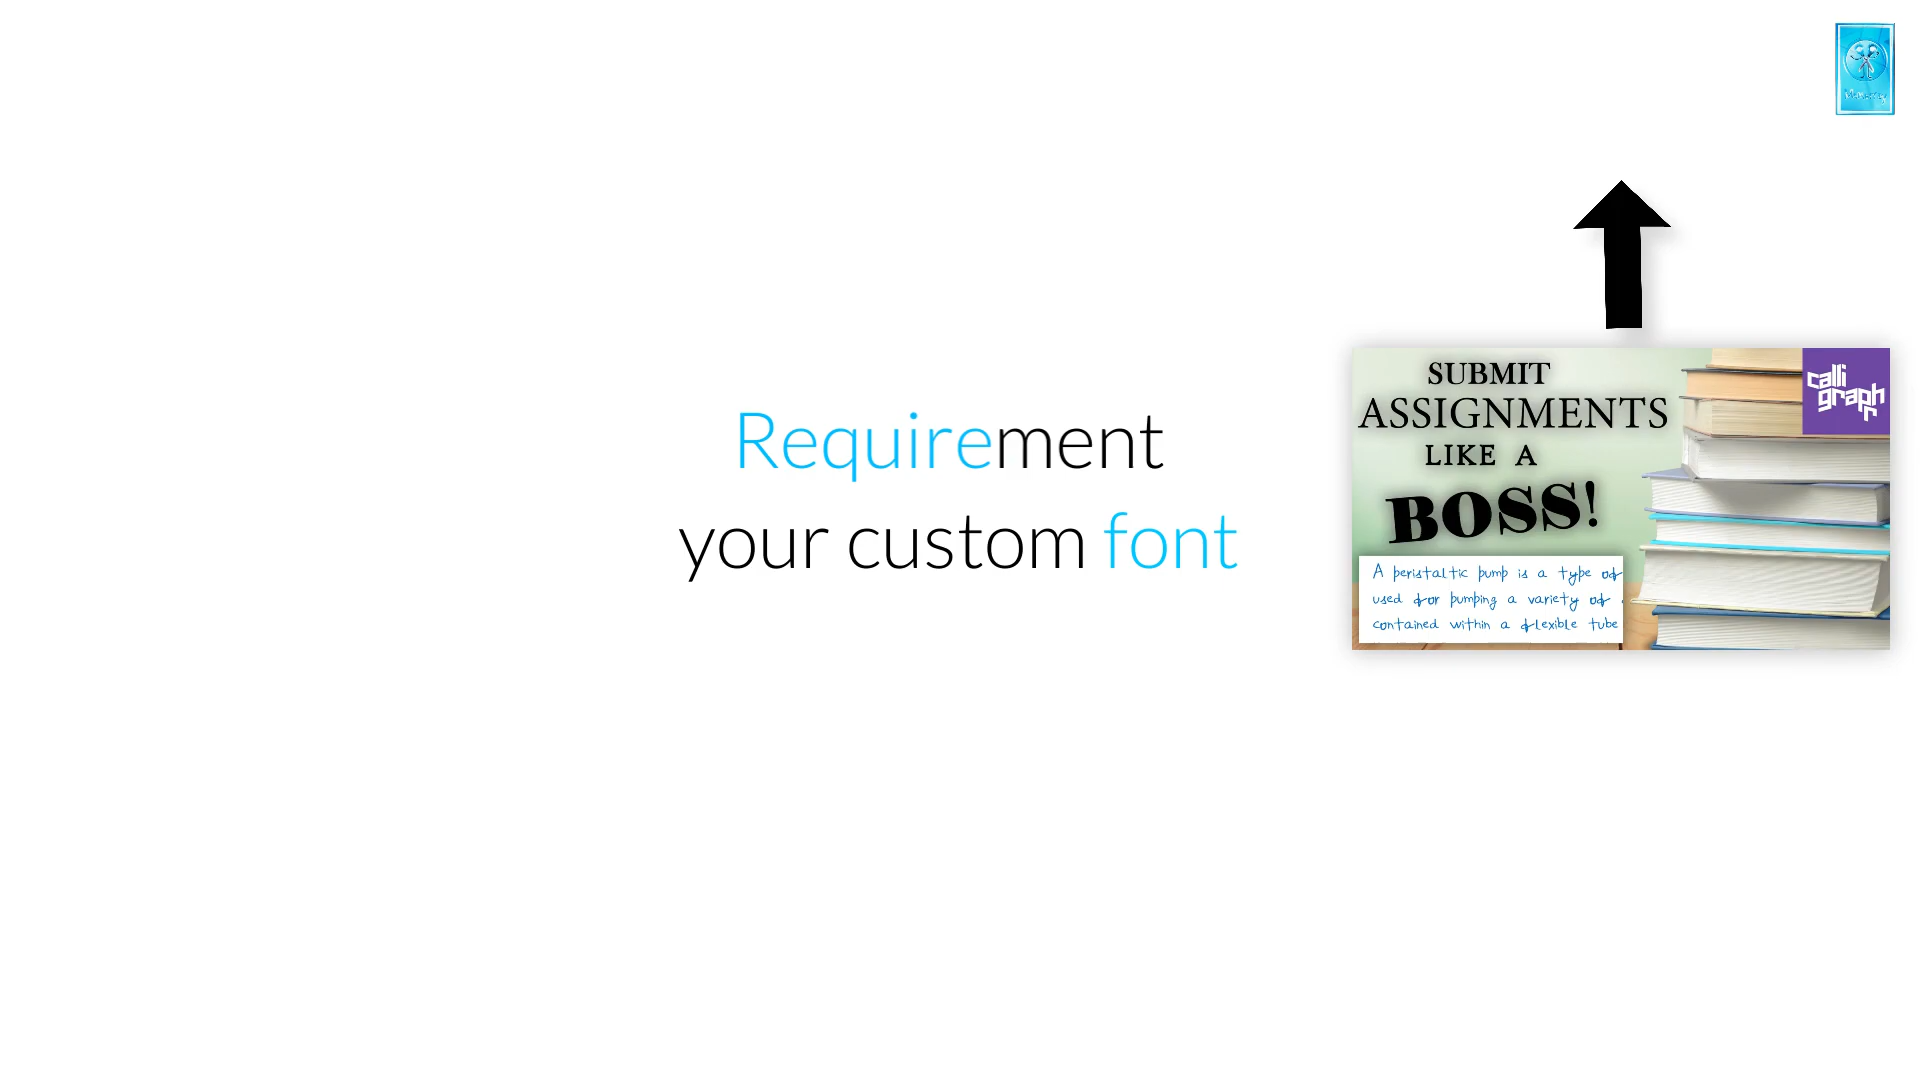 Requirement
your custom font
SUBMIT
ASSIGNMENTS
LIKE A
BOSS!
calli
graph
r
A peristaltic pump is a type of
used for pumping a variety of
contained within a flexible tube